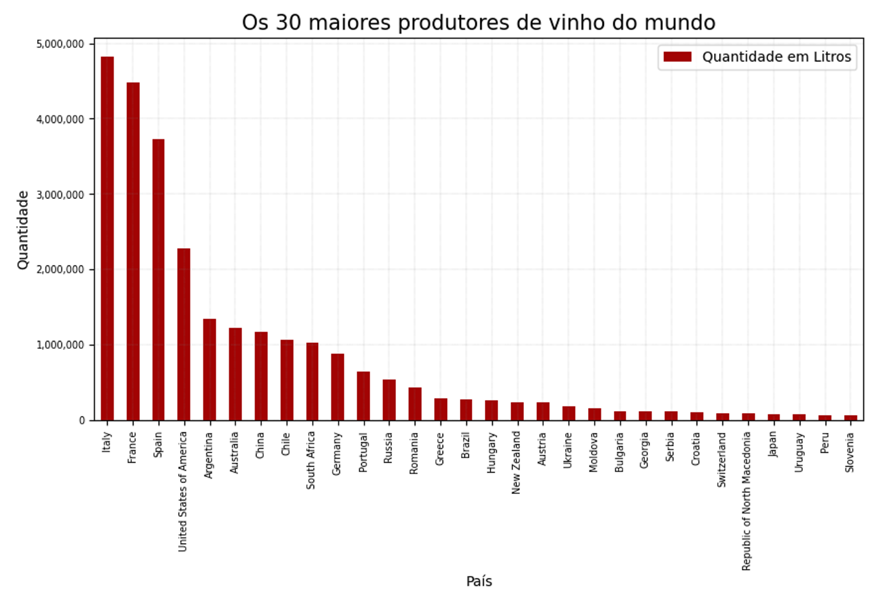 Os 30 maiores produtores de vinho do mundo
Quantidade em Litros
5,000,000
4,000,000
3,000,000
2,000,000
1,000,000
0
Quantidade
Italy
France
Spain
United States of America
Argentina
Australia
China
Chile
South Africa
Germany
Portugal
Russia
Romania
Greece
Brazil
Hungary
New Zealand
Austria
Ukraine
Moldova
Bulgaria
Georgia
Serbia
Croatia
Switzerland
Republic of North Macedonia
Japan
Uruguay
Peru
Slovenia
País